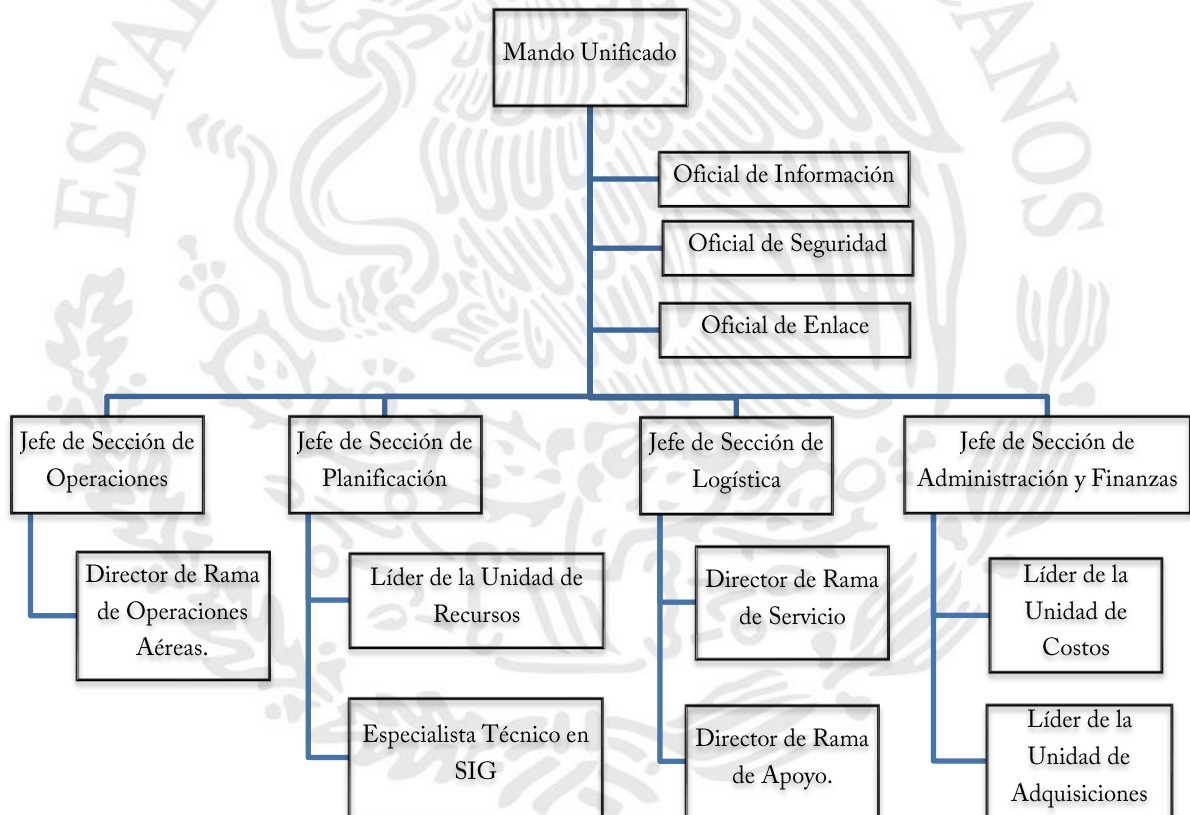 ESTAD
CANOS
Mando Unificado
Oficial de Información
Oficial de Seguridad
Oficial de Enlace
Jefe de Sección de
Operaciones
Jefe de Sección de
Planificación
Jefe de Sección de
Logística
Jefe de Sección de
Administración y Finanzas
Director de Rama
de Operaciones
Aéreas.
Líder de la Unidad de
Recursos
Director de Rama
de Servicio
Líder de la
Unidad de
Costos
Especialista Técnico en
SIG
Director de Rama
de Apoyo.
Líder de la
Unidad de
Adquisiciones